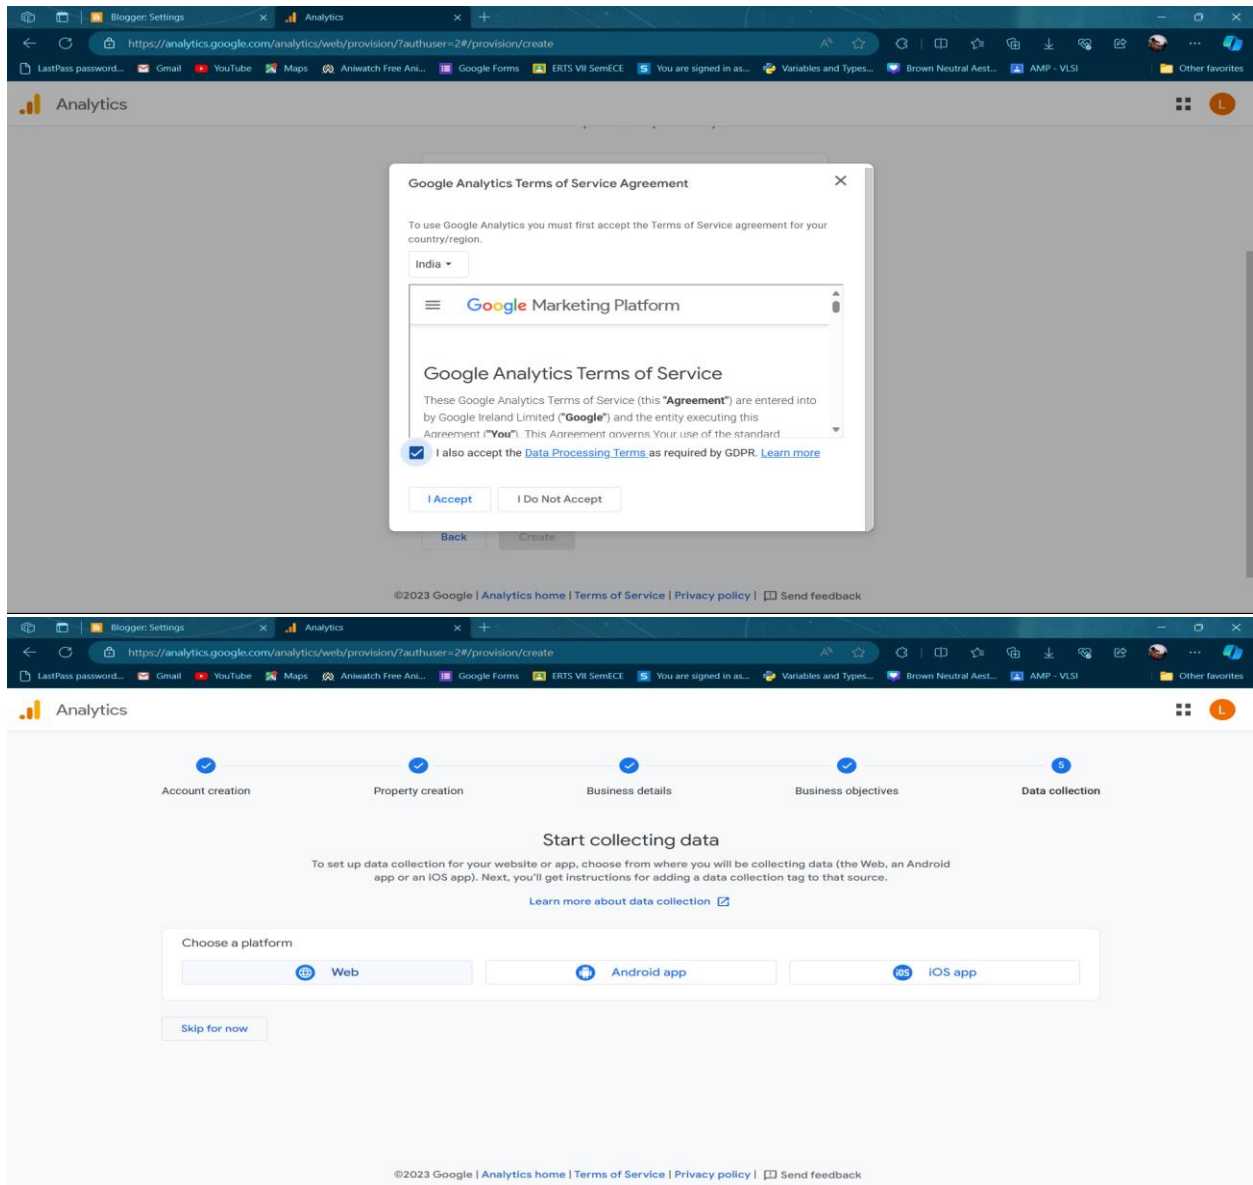 Blogger: Settings
Analytics
https://analytics.google.com/analytics/web/provision/?authuser=2#/provision/create
LastPass password... Gmail YouTube Maps Aniwatch Free Ani... Google Forms ERTS VII SemECE You are signed in as... Variables and Types... Brown Neutral Aest... AMP - VLSI Other favorites
Analytics
L
Google Analytics Terms of Service Agreement
To use Google Analytics you must first accept the Terms of Service agreement for your
country/region.
India
Google Marketing Platform
Google Analytics Terms of Service
These Google Analytics Terms of Service (this "Agreement") are entered into
by Google Ireland Limited ("Google") and the entity executing this
Agreement ("You"). This Agreement governs Your use of the standard
I also accept the Data Processing Terms as required by GDPR. Learn more
I Accept
I Do Not Accept
Back
Create
©2023 Google | Analytics home | Terms of Service | Privacy policy | Send feedback
Blogger: Settings
Analytics
https://analytics.google.com/analytics/web/provision/?authuser=2#/provision/create
LastPass password... Gmail YouTube Maps Aniwatch Free Ani... Google Forms ERTS VII SemECE You are signed in as... Variables and Types... Brown Neutral Aest... AMP - VLSI Other favorites
Analytics
L
5
Account creation
Property creation
Business details
Business objectives
Data collection
Start collecting data
To set up data collection for your website or app, choose from where you will be collecting data (the Web, an Android
app or an iOS app). Next, you'll get instructions for adding a data collection tag to that source.
Learn more about data collection
Choose a platform
Web
Android app
iOS iOS app
Skip for now
©2023 Google | Analytics home | Terms of Service | Privacy policy | Send feedback